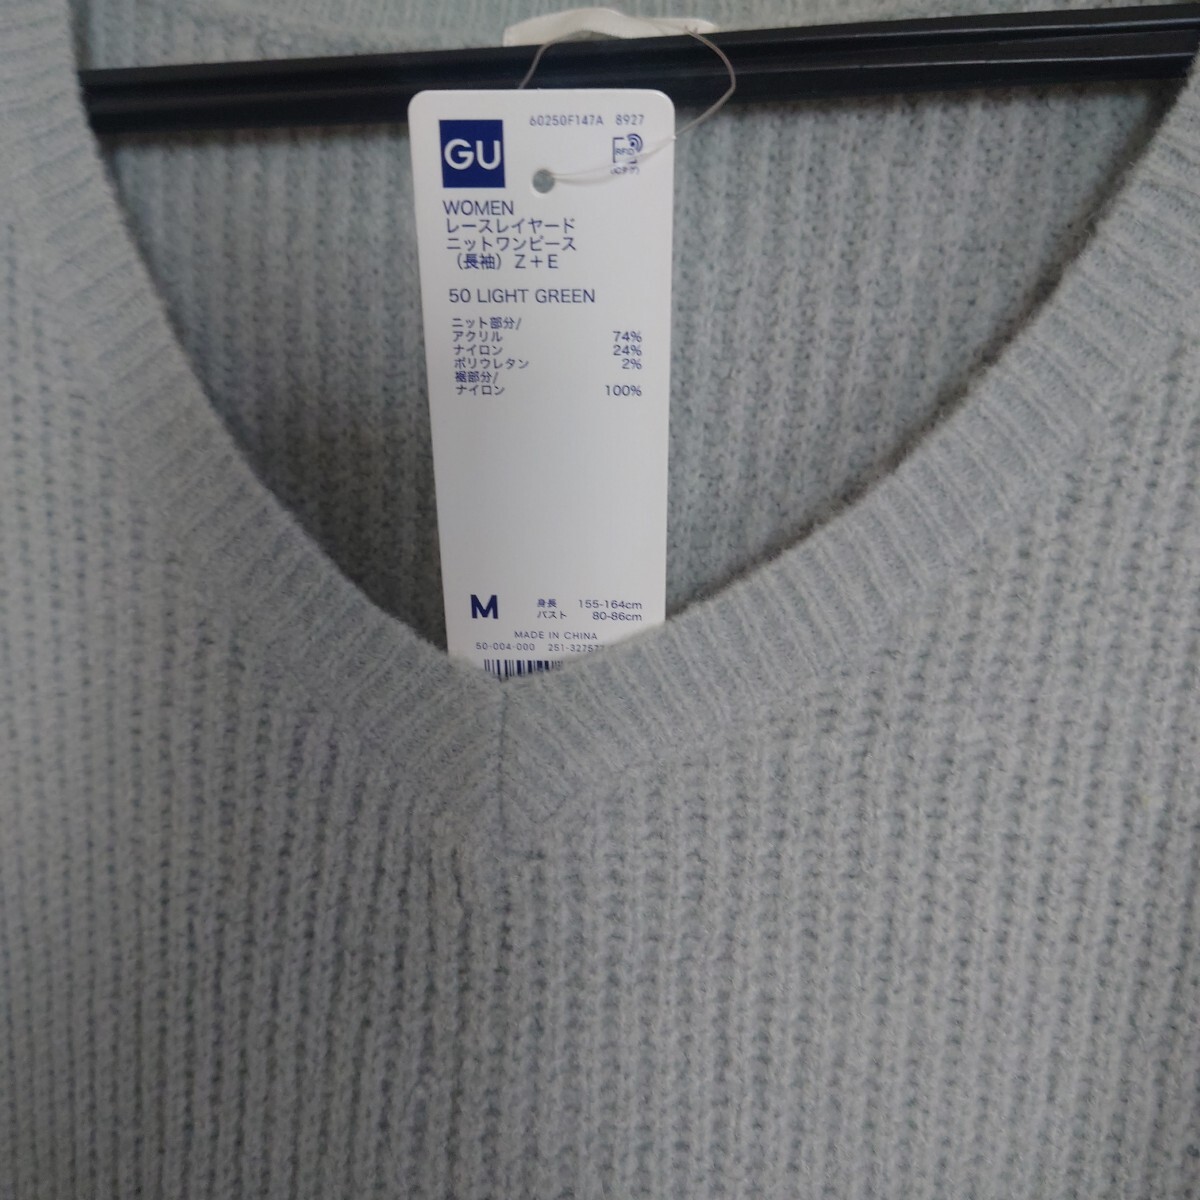 60250F147A 8927
GU
RFID
WOMEN
レースレイヤード
ニットワンピース
（長袖）Z+E
50 LIGHT GREEN
ニット部分/
アクリル 74%
ナイロン 24%
ポリウレタン 2%
裾部分/
ナイロン 100%
M 身長 155-164cm
バスト 80-86cm
MADE IN CHINA
50-004-000